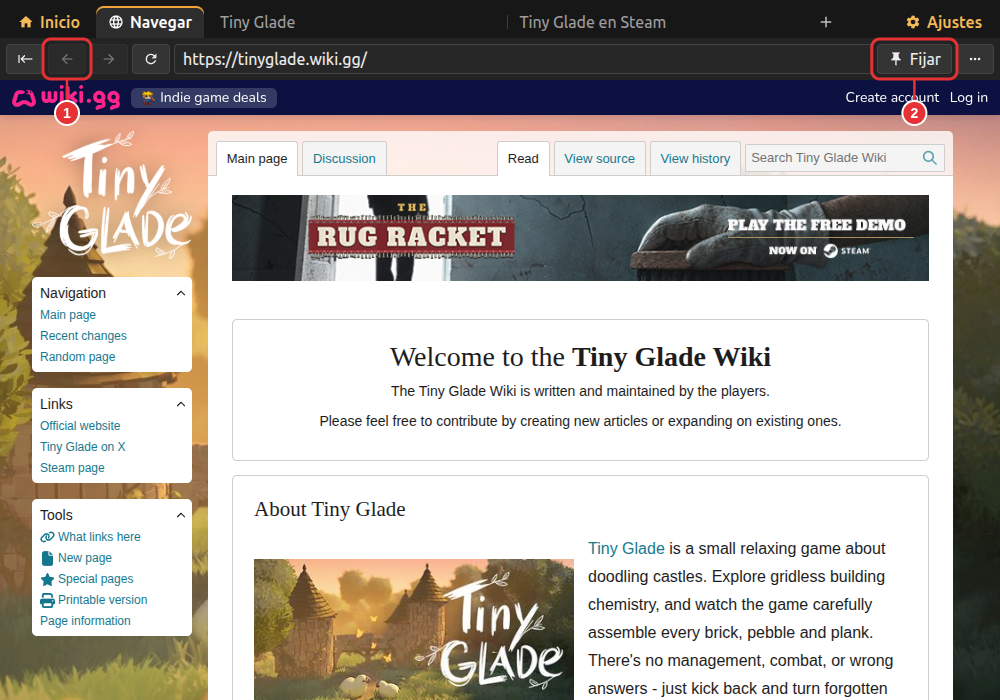 Inicio
Navegar
Tiny Glade
Tiny Glade en Steam
+
Ajustes
https://tinyglade.wiki.gg/
Fijar
1
2
wiki.gg
Indie game deals
Create account
Log in
Tiny
GLADE
Main page
Discussion
Read
View source
View history
Search Tiny Glade Wiki
THE
RUG RACKET
PLAY THE FREE DEMO
NOW ON STEAM
Navigation
Main page
Recent changes
Random page
Links
Official website
Tiny Glade on X
Steam page
Tools
What links here
New page
Special pages
Printable version
Page information
Welcome to the Tiny Glade Wiki
The Tiny Glade Wiki is written and maintained by the players.
Please feel free to contribute by creating new articles or expanding on existing ones.
About Tiny Glade
Tiny
GLADE
Tiny Glade is a small relaxing game about
doodling castles. Explore gridless building
chemistry, and watch the game carefully
assemble every brick, pebble and plank.
There's no management, combat, or wrong
answers - just kick back and turn forgotten